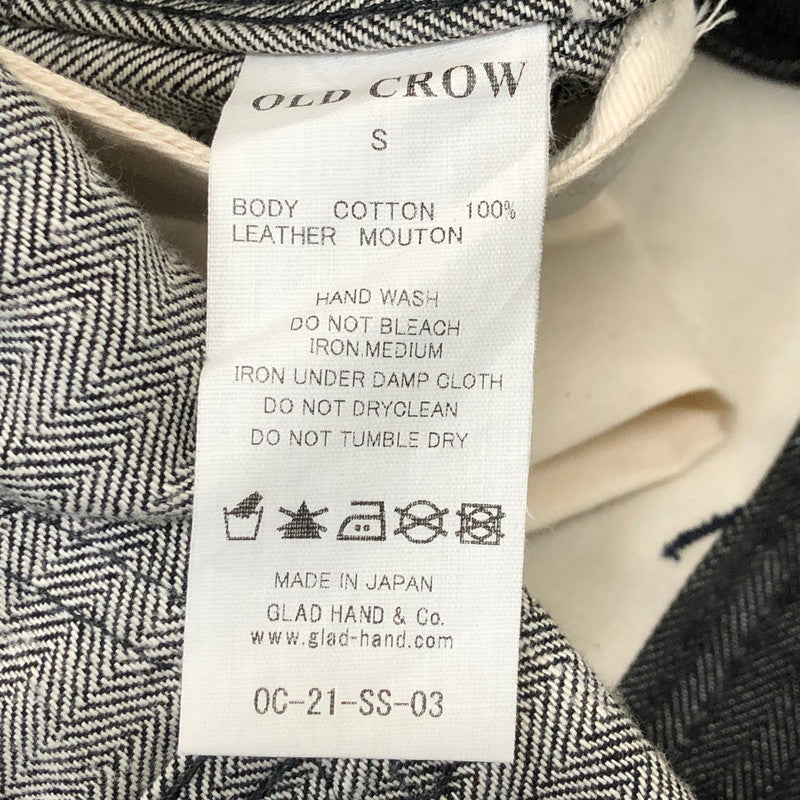 OLD CROW
S
BODY COTTON 100%
LEATHER MOUTON
HAND WASH
DO NOT BLEACH
IRON MEDIUM
IRON UNDER DAMP CLOTH
DO NOT DRYCLEAN
DO NOT TUMBLE DRY
MADE IN JAPAN
GLAD HAND & Co.
www.glad-hand.com
OC-21-SS-03